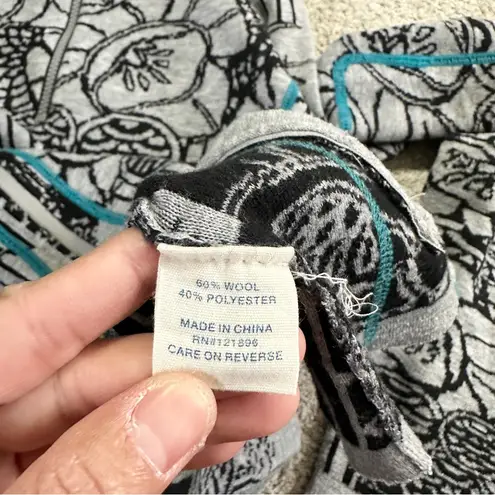 60% WOOL
40% POLYESTER
MADE IN CHINA
RN#121896
CARE ON REVERSE